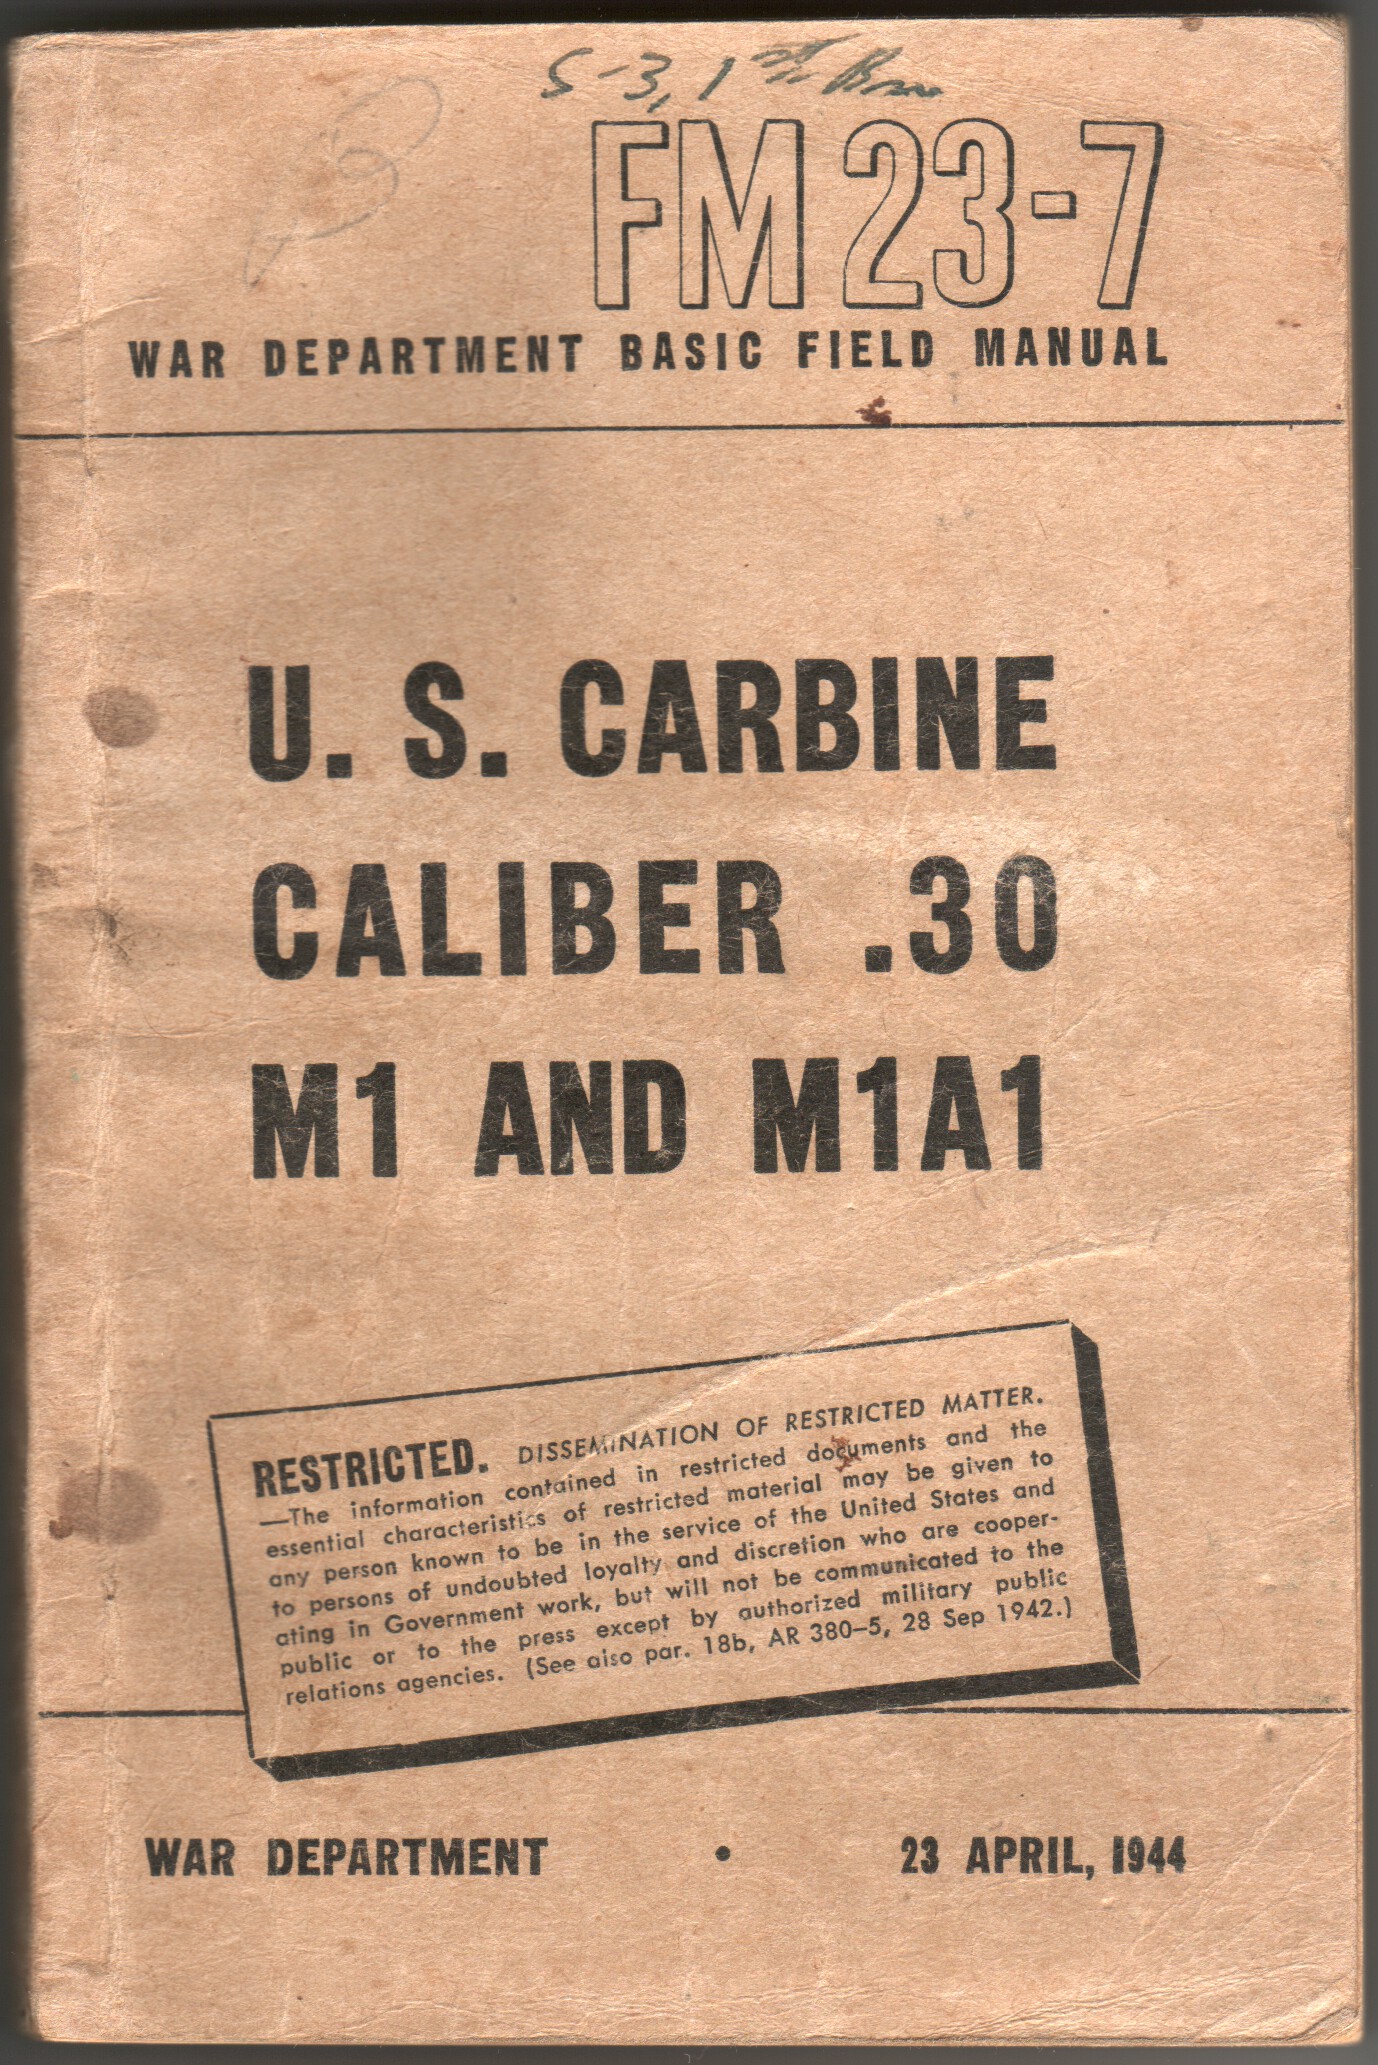 S-3, 1st Bn
FM 23-7
WAR DEPARTMENT BASIC FIELD MANUAL
U. S. CARBINE
CALIBER .30
M1 AND M1A1
RESTRICTED. DISSEMINATION OF RESTRICTED MATTER.
—The information contained in restricted documents and the
essential characteristics of restricted material may be given to
any person known to be in the service of the United States and
to persons of undoubted loyalty and discretion who are cooper-
ating in Government work, but will not be communicated to the
public or to the press except by authorized military public
relations agencies. (See also par. 18b, AR 380–5, 28 Sep 1942.)
WAR DEPARTMENT • 23 APRIL, 1944